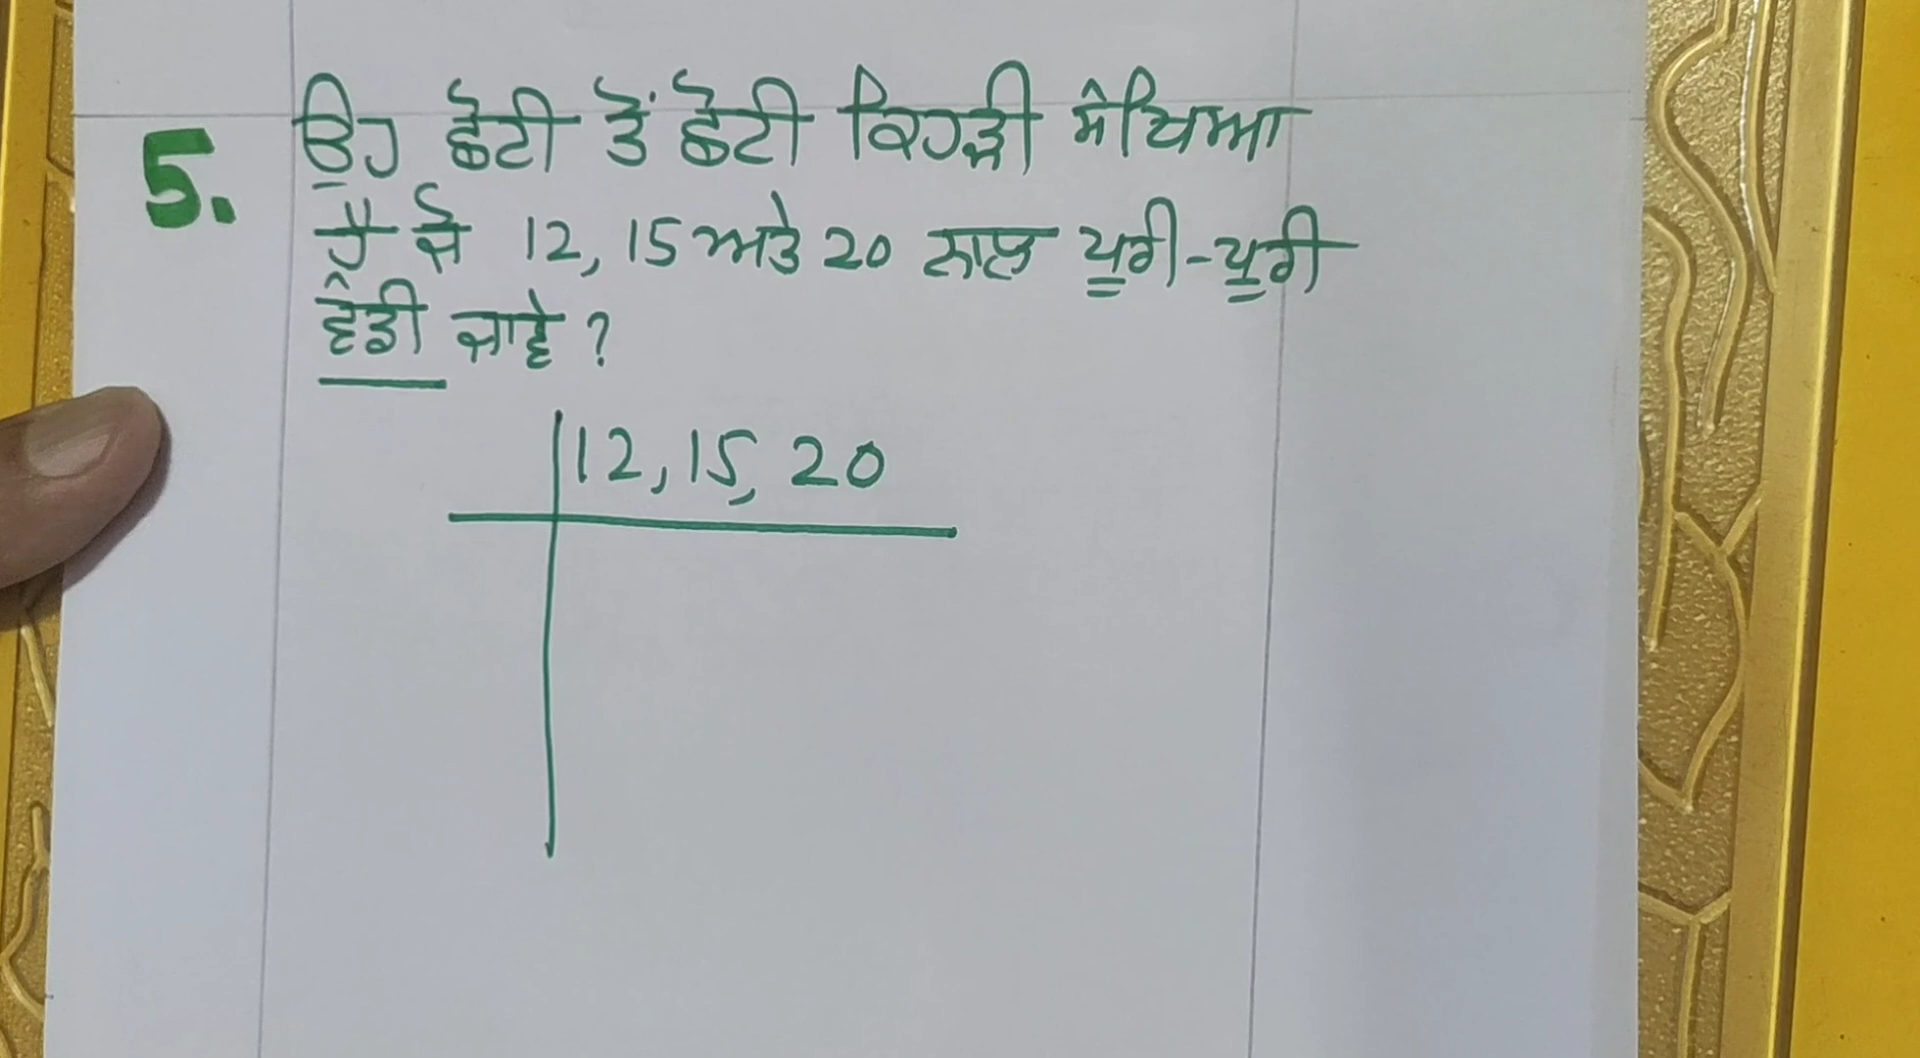 5. ਉਹ ਛੋਟੀ ਤੋਂ ਛੋਟੀ ਕਿਹੜੀ ਸੰਖਿਆ
ਹੈ ਜੋ 12, 15 ਅਤੇ 20 ਨਾਲ ਪੂਰੀ-ਪੂਰੀ
ਵੰਡੀ ਜਾਵੇ ?
12, 15, 20